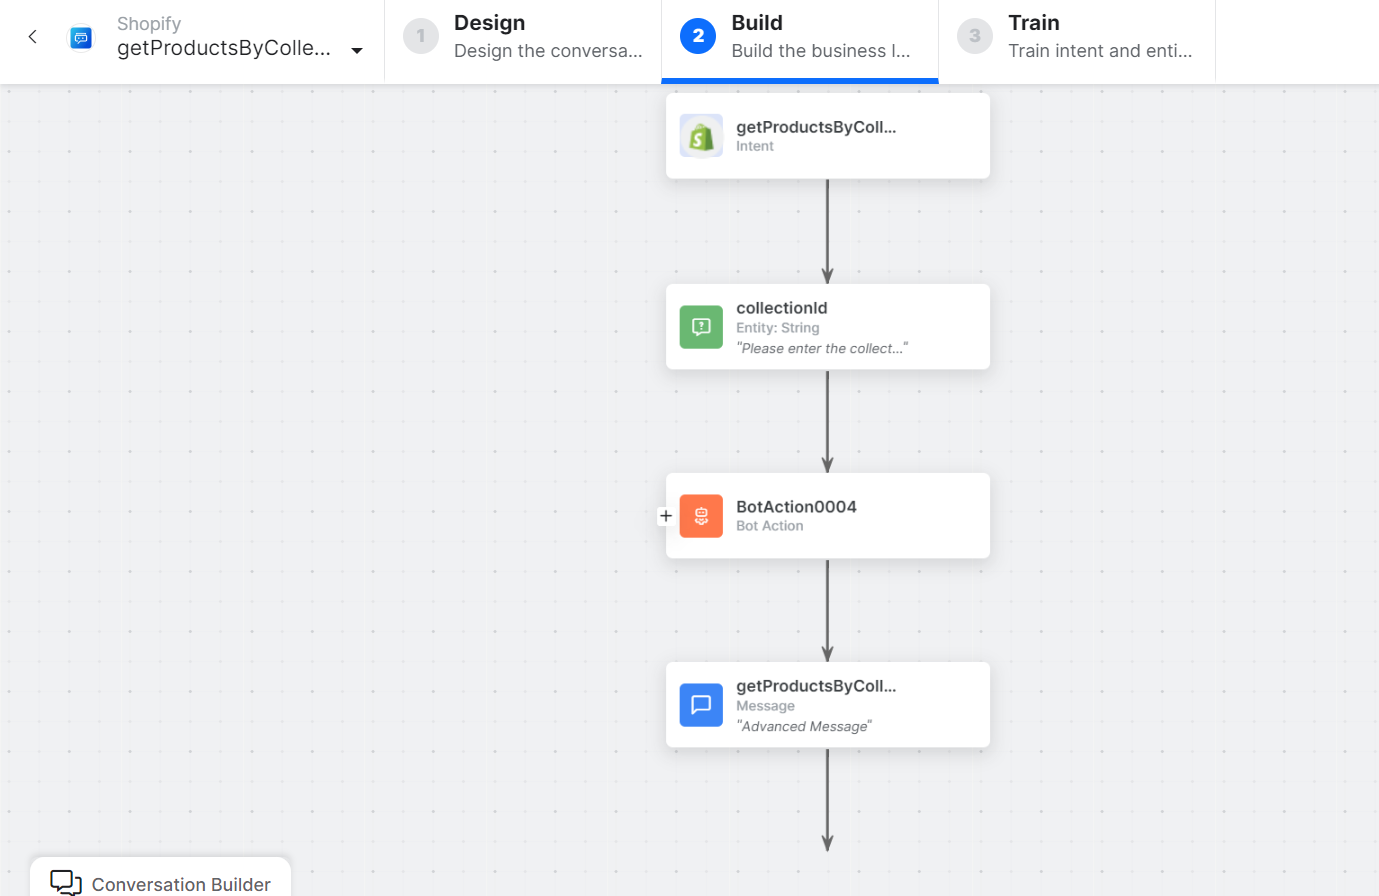 Shopify
getProductsByColle...
1
Design
Design the conversa...
2
Build
Build the business l...
3
Train
Train intent and enti...
getProductsByColl...
Intent
collectionId
Entity: String
"Please enter the collect..."
BotAction0004
Bot Action
getProductsByColl...
Message
"Advanced Message"
Conversation Builder